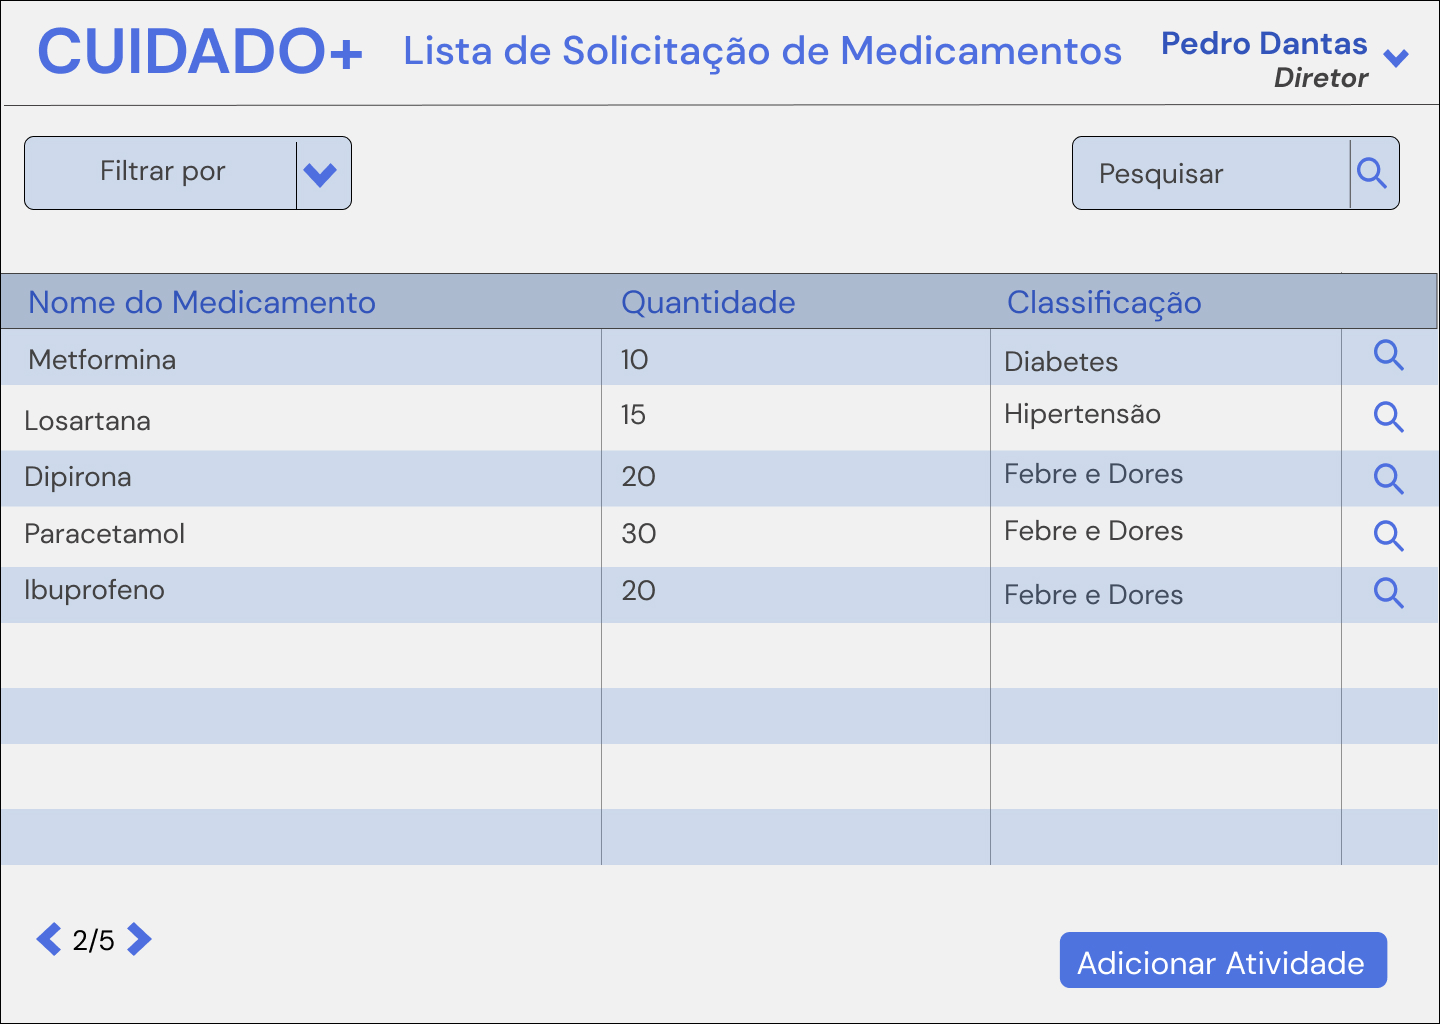 CUIDADO+
Lista de Solicitação de Medicamentos
Pedro Dantas
Diretor
Filtrar por
Pesquisar
Nome do Medicamento Quantidade Classificação
Metformina 10 Diabetes
Losartana 15 Hipertensão
Dipirona 20 Febre e Dores
Paracetamol 30 Febre e Dores
Ibuprofeno 20 Febre e Dores
2/5
Adicionar Atividade